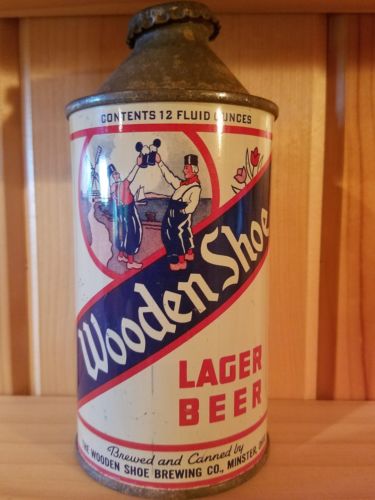 CONTENTS 12 FLUID OUNCES
Wooden Shoe
LAGER
BEER
Brewed and Canned by
THE WOODEN SHOE BREWING CO., MINSTER,